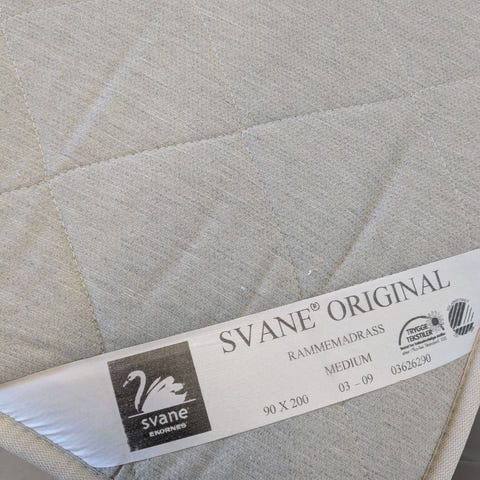 SVANE® ORIGINAL
RAMMEMADRASS
MEDIUM
90 X 200
03 - 09
03626290
svane®
EKORNES
TRYGGE
TEKSTILER